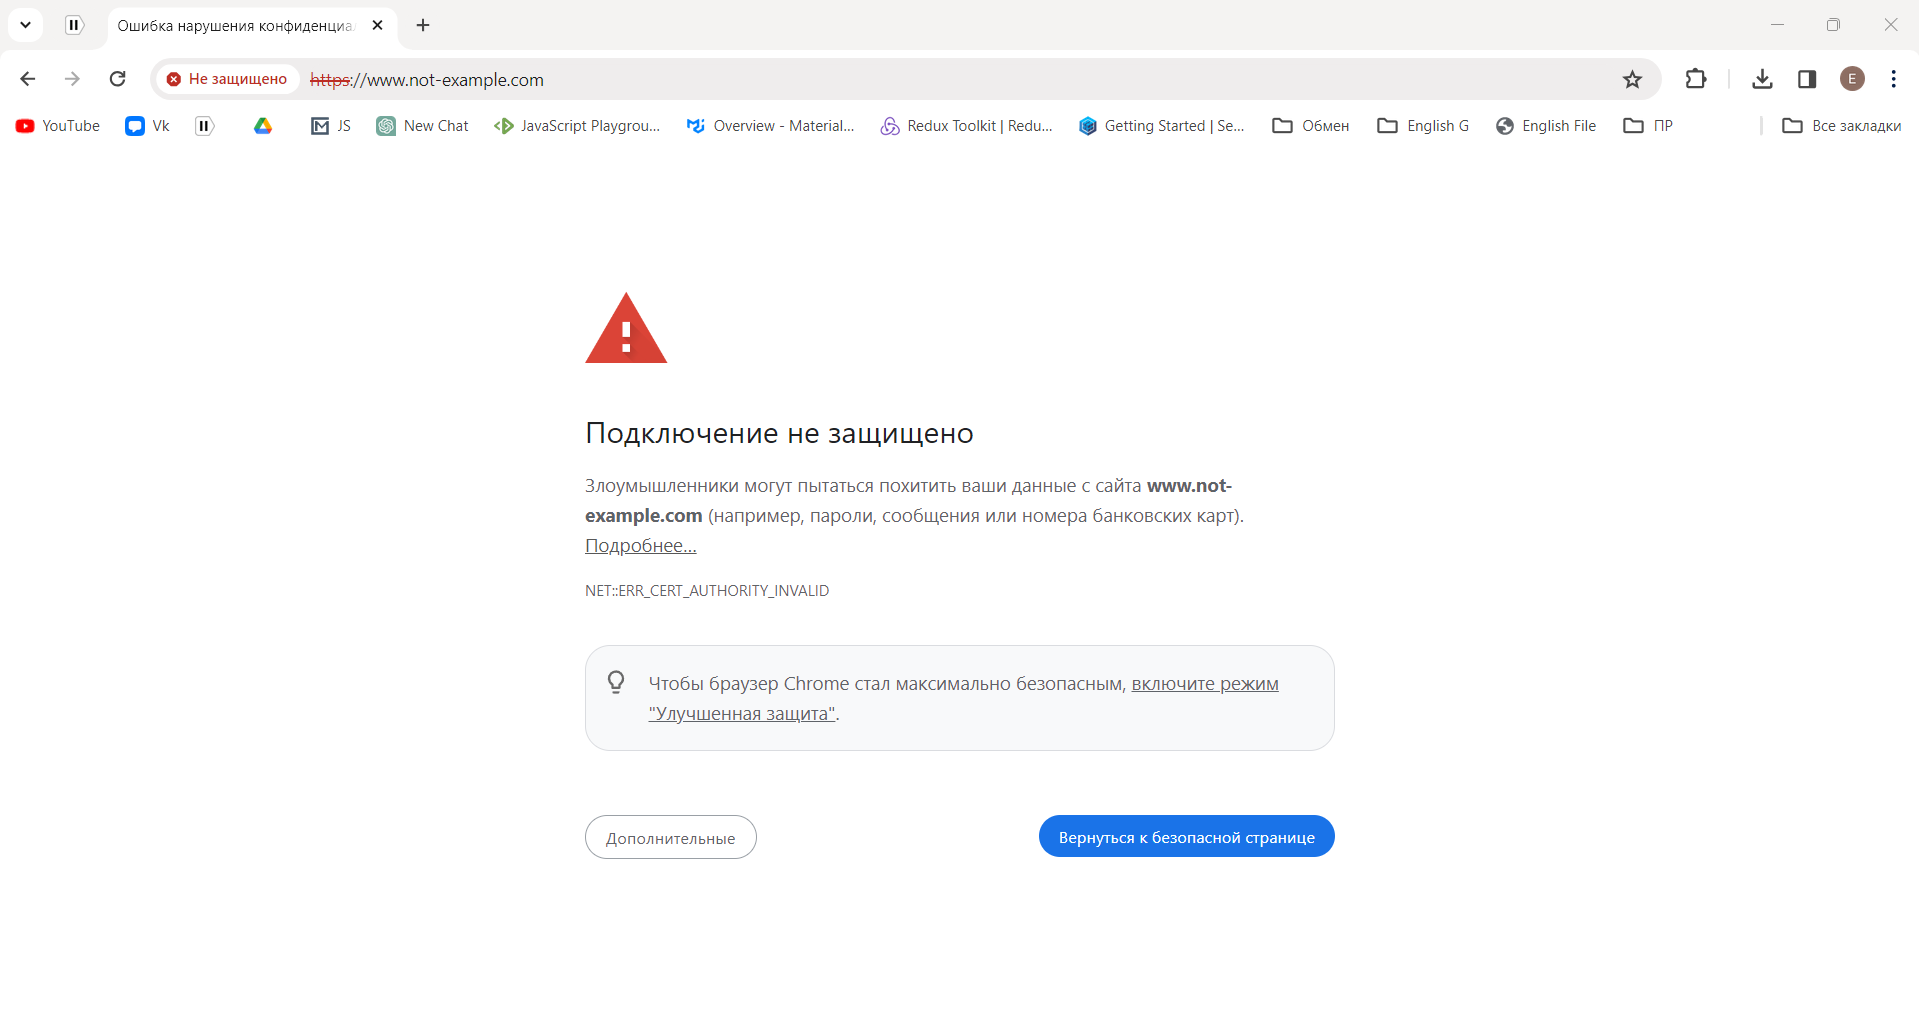 Ошибка нарушения конфиденциа
Не защищено
https://www.not-example.com
E
YouTube
Vk
JS
New Chat
JavaScript Playgrou...
Overview - Material...
Redux Toolkit | Redu...
Getting Started | Se...
Обмен
English G
English File
ПР
Все закладки
Подключение не защищено
Злоумышленники могут пытаться похитить ваши данные с сайта www.not-
example.com (например, пароли, сообщения или номера банковских карт).
Подробнее...
NET::ERR_CERT_AUTHORITY_INVALID
Чтобы браузер Chrome стал максимально безопасным, включите режим
"Улучшенная защита".
Дополнительные
Вернуться к безопасной странице